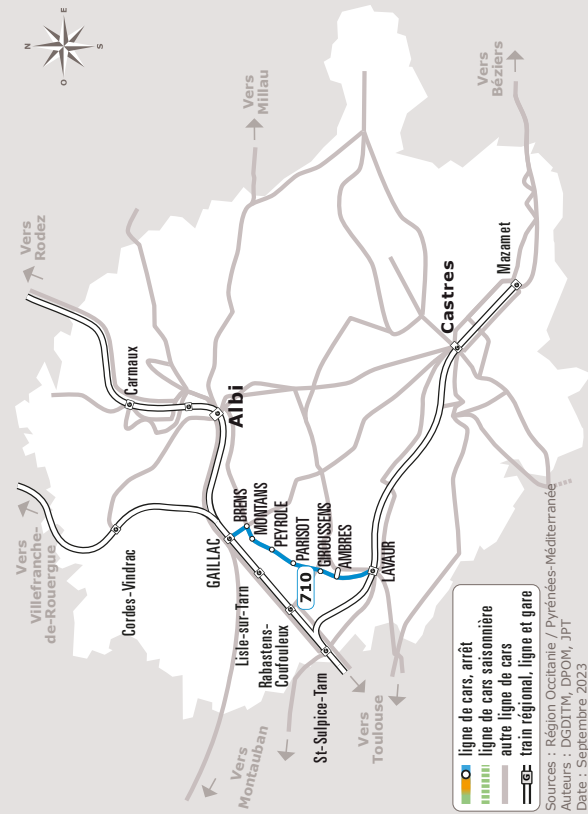 N
E
S
O
Vers
Rodez
Vers
Millau
Vers
Béziers
Vers
Villefranche-
de-Rouergue
Carmaux
Cordes-Vindrac
Albi
GAILLAC
BRENS
MONTANS
PEYROLE
PARISOT
GIROUSSENS
AMBRES
LAVAUR
710
Lisle-sur-Tarn
Rabastens-
Coufouleux
St-Sulpice-Tarn
Castres
Mazamet
Vers
Montauban
Vers
Toulouse
ligne de cars, arrêt
ligne de cars saisonnière
autre ligne de cars
G train régional, ligne et gare
Sources : Région Occitanie / Pyrénées-Méditerranée
Auteurs : DGDITM, DPOM, JPT
Date : Septembre 2023